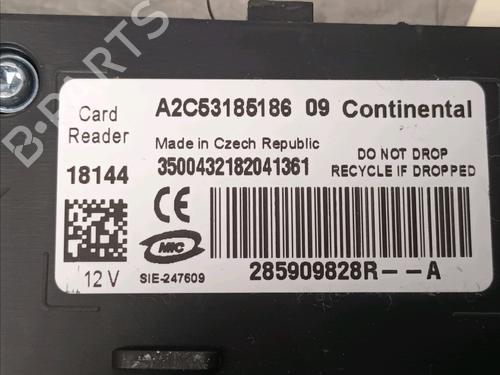 Card Reader
A2C53185186 09 Continental
Made in Czech Republic
18144
3500432182041361
DO NOT DROP
RECYCLE IF DROPPED
CE
MIC
12 V
SIE-247609
285909828R--A
B-PARTS